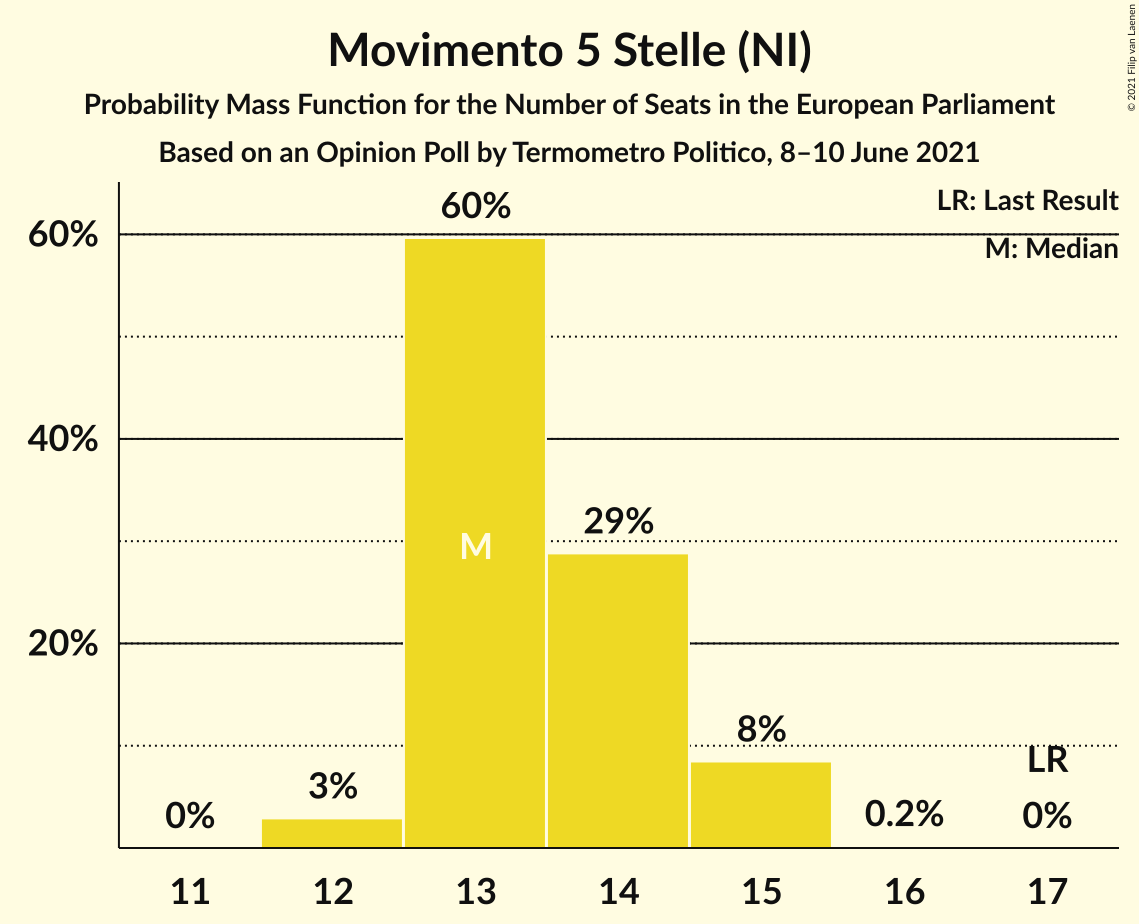 Movimento 5 Stelle (NI)
Probability Mass Function for the Number of Seats in the European Parliament
Based on an Opinion Poll by Termometro Politico, 8–10 June 2021
© 2021 Filip van Laenen
LR: Last Result
M: Median
60%
40%
20%
0%
3%
60%
M
29%
8%
0.2%
LR
0%
11 12 13 14 15 16 17